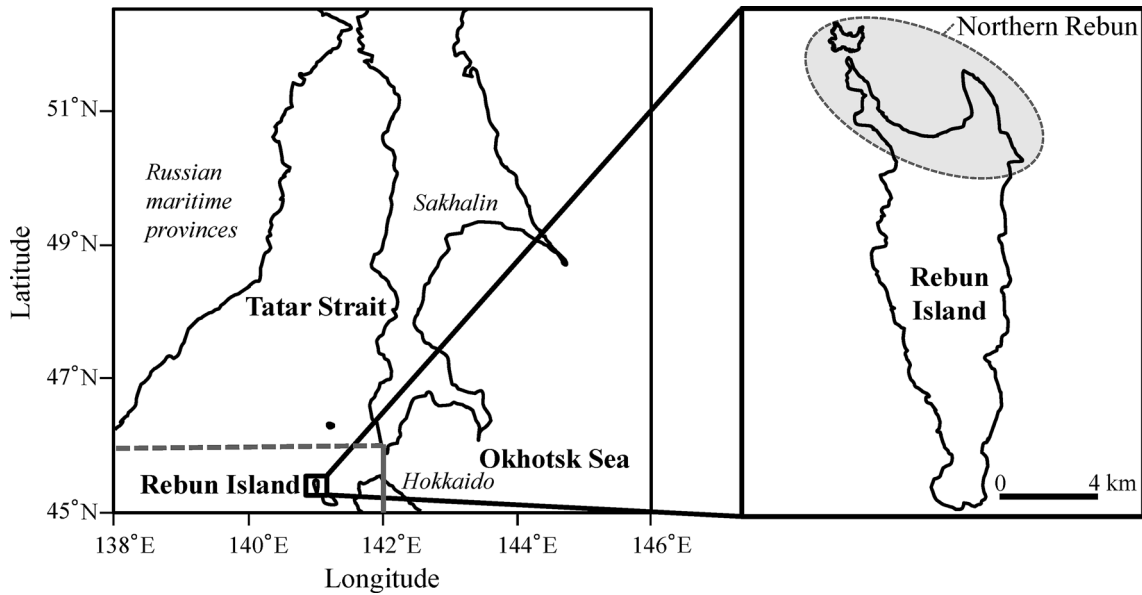 Northern Rebun
51°N
Russian
maritime
provinces
Sakhalin
49°N
Latitude
Rebun
Island
Tatar Strait
47°N
Okhotsk Sea
Rebun Island
Hokkaido
0 4 km
45°N
138°E 140°E 142°E 144°E 146°E
Longitude